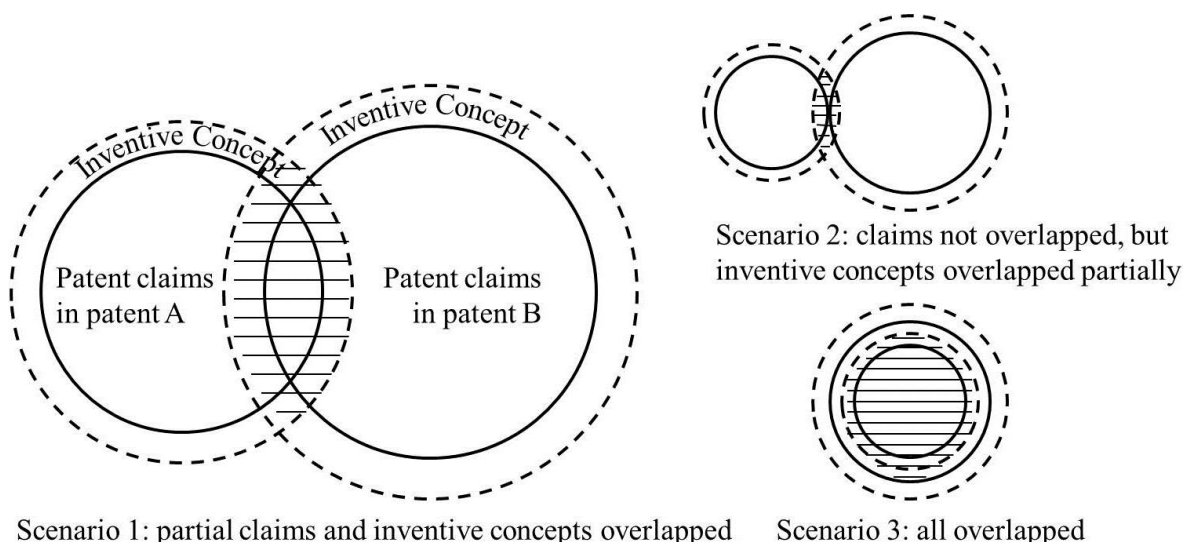 Inventive Concept
Inventive Concept
Patent claims
in patent A
Patent claims
in patent B
Scenario 1: partial claims and inventive concepts overlapped
Scenario 2: claims not overlapped, but
inventive concepts overlapped partially
Scenario 3: all overlapped